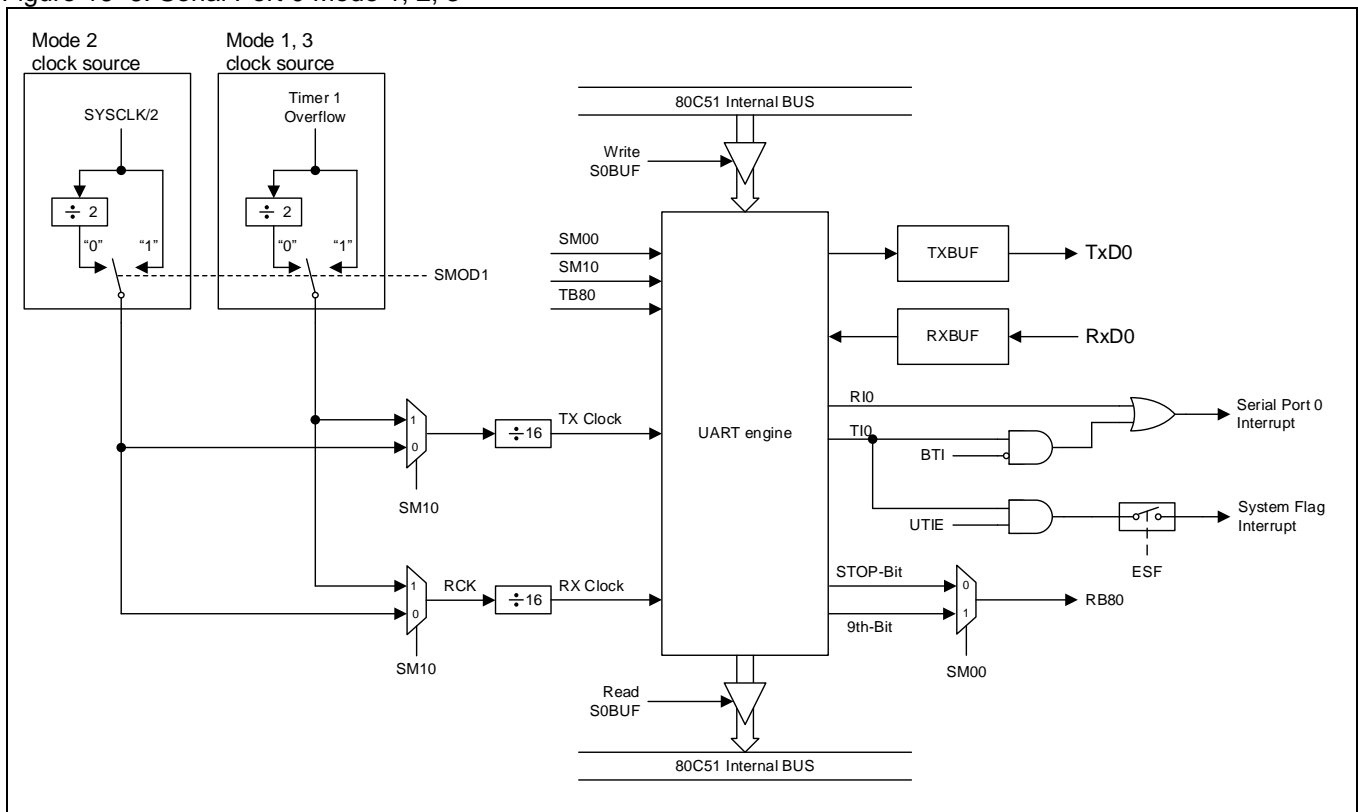 Mode 2
clock source
Mode 1, 3
clock source
SYSCLK/2
Timer 1
Overflow
÷ 2
÷ 2
“0”
“1”
“0”
“1”
SMOD1
80C51 Internal BUS
Write
S0BUF
SM00
SM10
TB80
TXBUF
TxD0
RXBUF
RxD0
UART engine
RI0
TI0
BTI
Serial Port 0
Interrupt
UTIE
System Flag
Interrupt
ESF
1
0
÷16
TX Clock
SM10
1
0
RCK
÷16
RX Clock
SM10
STOP-Bit
9th-Bit
0
1
RB80
SM00
Read
S0BUF
80C51 Internal BUS